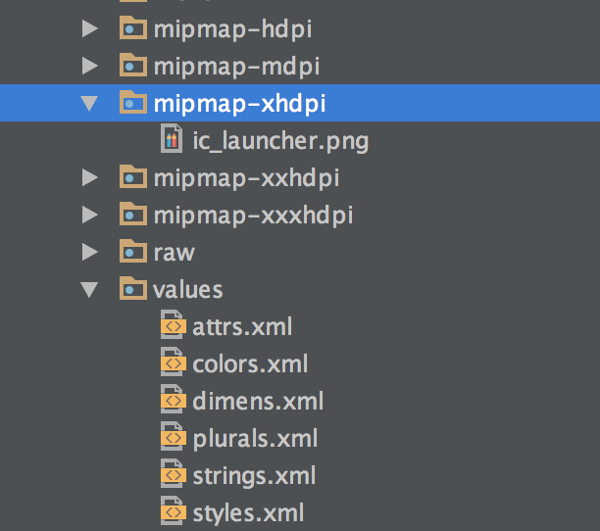 mipmap-hdpi
mipmap-mdpi
mipmap-xhdpi
ic_launcher.png
mipmap-xxhdpi
mipmap-xxxhdpi
raw
values
attrs.xml
colors.xml
dimens.xml
plurals.xml
strings.xml
styles.xml